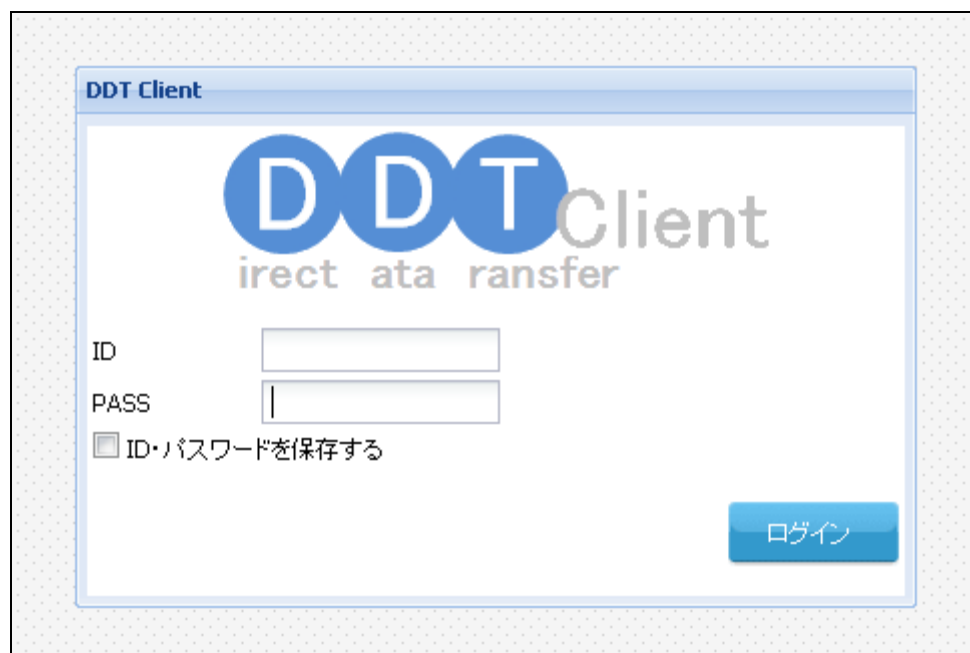 DDT Client
DDT Client
irect ata ransfer
ID
PASS
ID・パスワードを保存する
ログイン